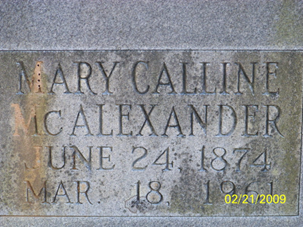 MARY CALLINE
MCALEXANDER
JUNE 24, 1874
MAR. 18,
02/21/2009